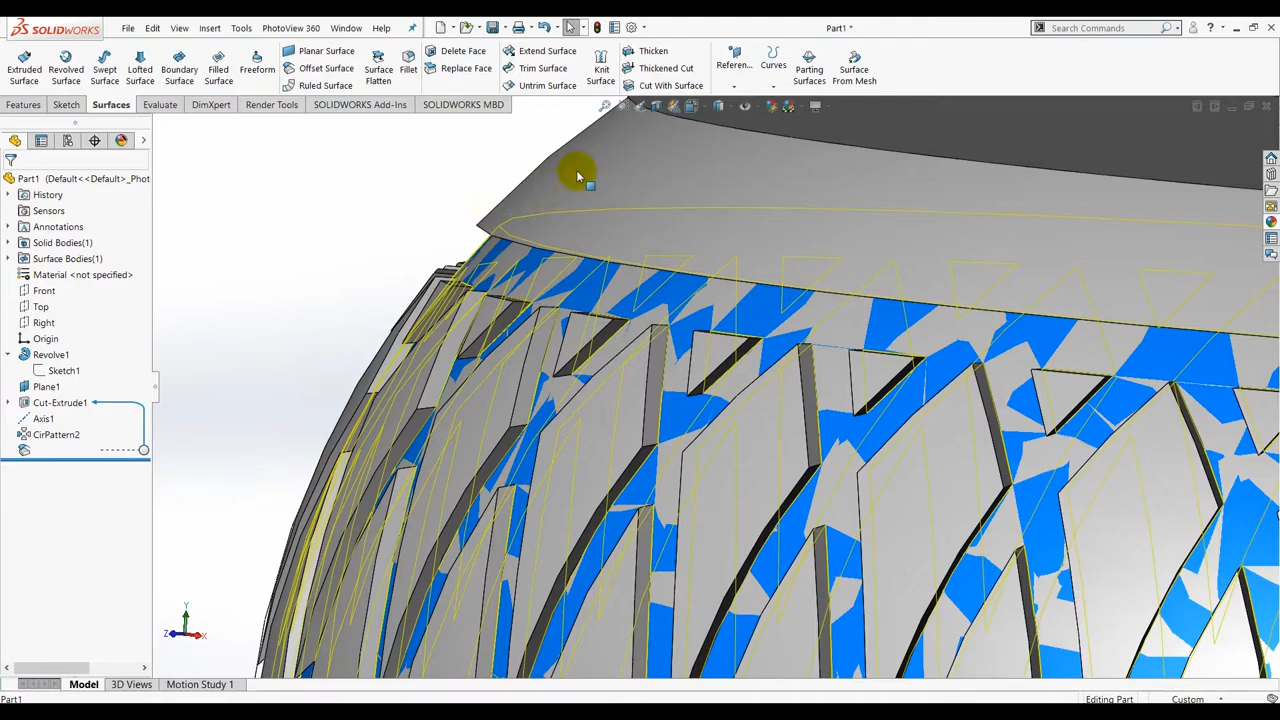 SOLIDWORKS File Edit View Insert Tools PhotoView 360 Window Help Part1 * Search Commands
Extruded Surface
Revolved Surface
Swept Surface
Lofted Surface
Boundary Surface
Filled Surface
Freeform
Planar Surface
Offset Surface
Ruled Surface
Surface Flatten
Fillet
Delete Face
Replace Face
Extend Surface
Trim Surface
Untrim Surface
Knit Surface
Thicken
Thickened Cut
Cut With Surface
Referen...
Curves
Parting Surfaces
Surface From Mesh
Features Sketch Surfaces Evaluate DimXpert Render Tools SOLIDWORKS Add-Ins SOLIDWORKS MBD
Part1 (Default<<Default>_Phot
History
Sensors
Annotations
Solid Bodies(1)
Surface Bodies(1)
Material <not specified>
Front
Top
Right
Origin
Revolve1
Sketch1
Plane1
Cut-Extrude1
Axis1
CirPattern2
Y
Z X
Model 3D Views Motion Study 1
Part1 Editing Part Custom